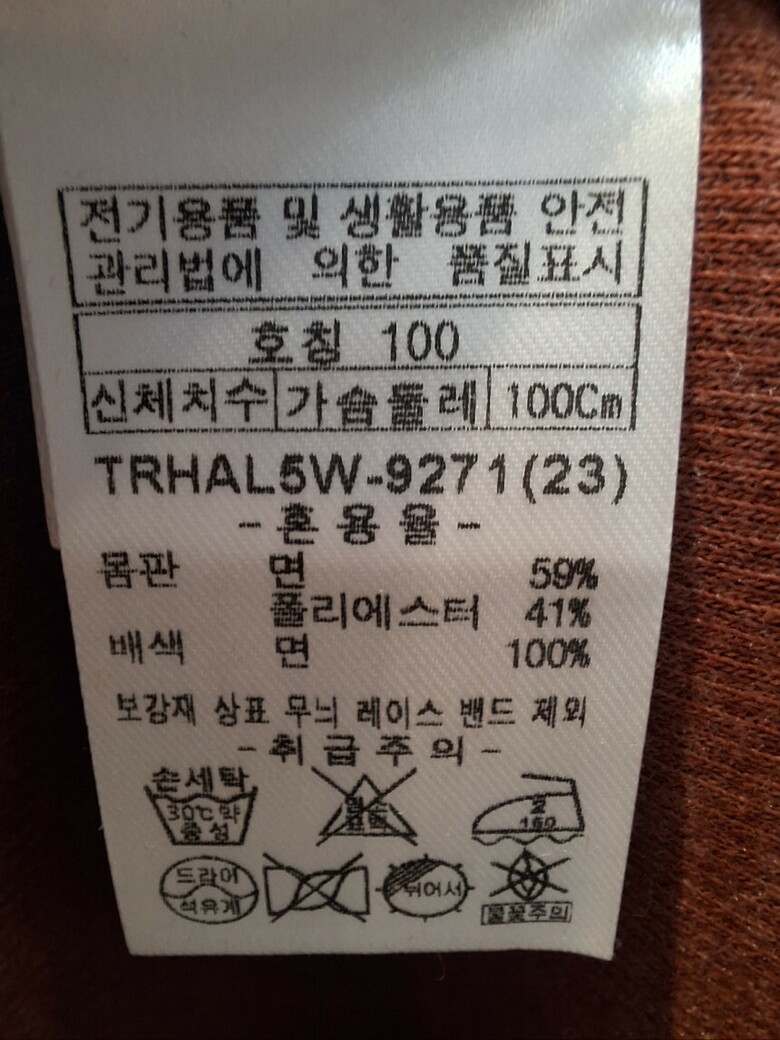 전기용품 및 생활용품 안전
관리법에 의한 품질표시
호칭 100
신체치수 가슴둘레 100Cm
TRHAL5W-9271(23)
-혼용율-
몸판 면 59%
폴리에스터 41%
배색 면 100%
보강재 상표 무늬 레이스 밴드 제외
-취급주의-
손세탁
30℃ 약
중성
염소
표백
2
160
드라이
석유계
뉘어서
불꽃주의